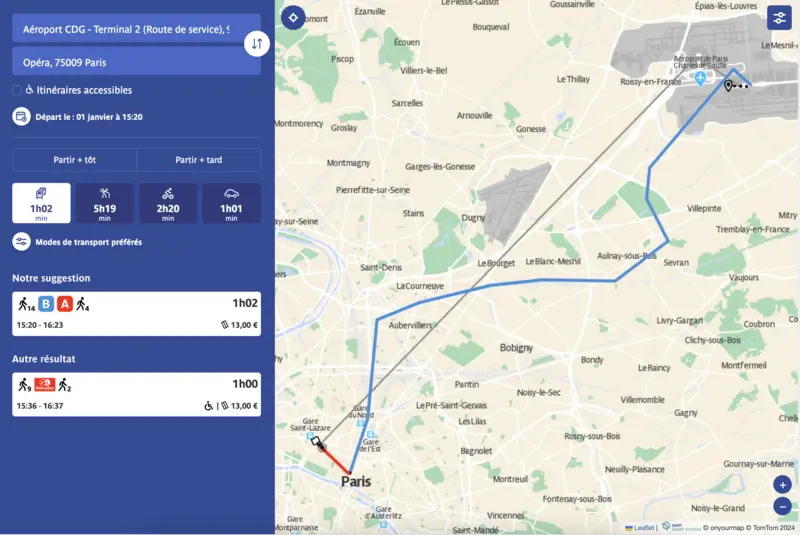 Aéroport CDG - Terminal 2 (Route de service), 9
Opéra, 75009 Paris
Itinéraires accessibles
Départ le : 01 janvier à 15:20
Partir + tôt
Partir + tard
1h02
min
5h19
min
2h20
min
1h01
min
Modes de transport préférés
Notre suggestion
14 B A 4
1h02
15:20 - 16:23
13,00 €
Autre résultat
9
2
1h00
15:36 - 16:37
| 13,00 €
Ézanville
Goussainville
Épiais-lès-Louvres
Bouqueval
Écouen
Le Mesnil-A
Piscop
Villiers-le-Bel
Aéroport de Paris
Charles de Gaulle
Le Thillay
Roissy-en-France
Sarcelles
Arnouville
Montmorency
Groslay
Gonesse
Montmagny
Garges-lès-Gonesse
Pierrefitte-sur-Seine
Villepinte
Stains
Mitry
Dugny
Tremblay-en-France
ay-sur-Seine
Le Bourget
Le Blanc-Mesnil
Aulnay-sous-Bois
Saint-Denis
Sevran
La Courneuve
Vaujours
Livry-Gargan
Coubron
Aubervilliers
Clichy-sous-Bois
Bobigny
Montfermeil
Bondy
Le Raincy
Pantin
Noisy-le-Sec
Villemomble
Le Pré-Saint-Gervais
Gagny
Gare
du Nord
Les Lilas
Gare
Saint-Lazare
Gare
de l'Est
Rosny-sous-Bois
Bagnolet
Neuilly-Plaisance
Gournay-sur-Marne
Paris
Montreuil
Fontenay-sous-Bois
Gare
d'Austerlitz
Vincennes
Noisy-le-Grand
Montparnasse
Saint-Mandé
+
−
Leaflet | © onyourmap © TomTom 2024